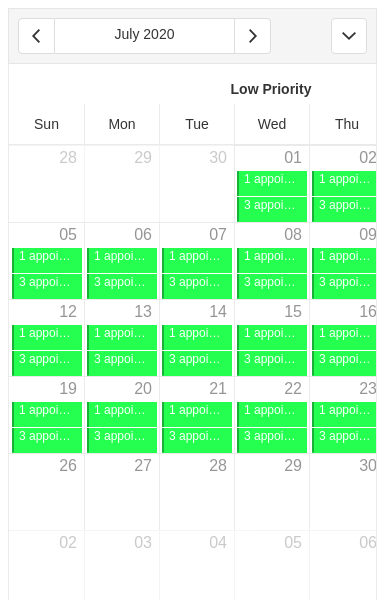 July 2020
Low Priority
Sun Mon Tue Wed Thu
28 29 30 01 02
1 appoi… 1 appoi…
3 appoi… 3 appoi…
05 06 07 08 09
1 appoi… 1 appoi… 1 appoi… 1 appoi… 1 appoi…
3 appoi… 3 appoi… 3 appoi… 3 appoi… 3 appoi…
12 13 14 15 16
1 appoi… 1 appoi… 1 appoi… 1 appoi… 1 appoi…
3 appoi… 3 appoi… 3 appoi… 3 appoi… 3 appoi…
19 20 21 22 23
1 appoi… 1 appoi… 1 appoi… 1 appoi… 1 appoi…
3 appoi… 3 appoi… 3 appoi… 3 appoi… 3 appoi…
26 27 28 29 30
02 03 04 05 06